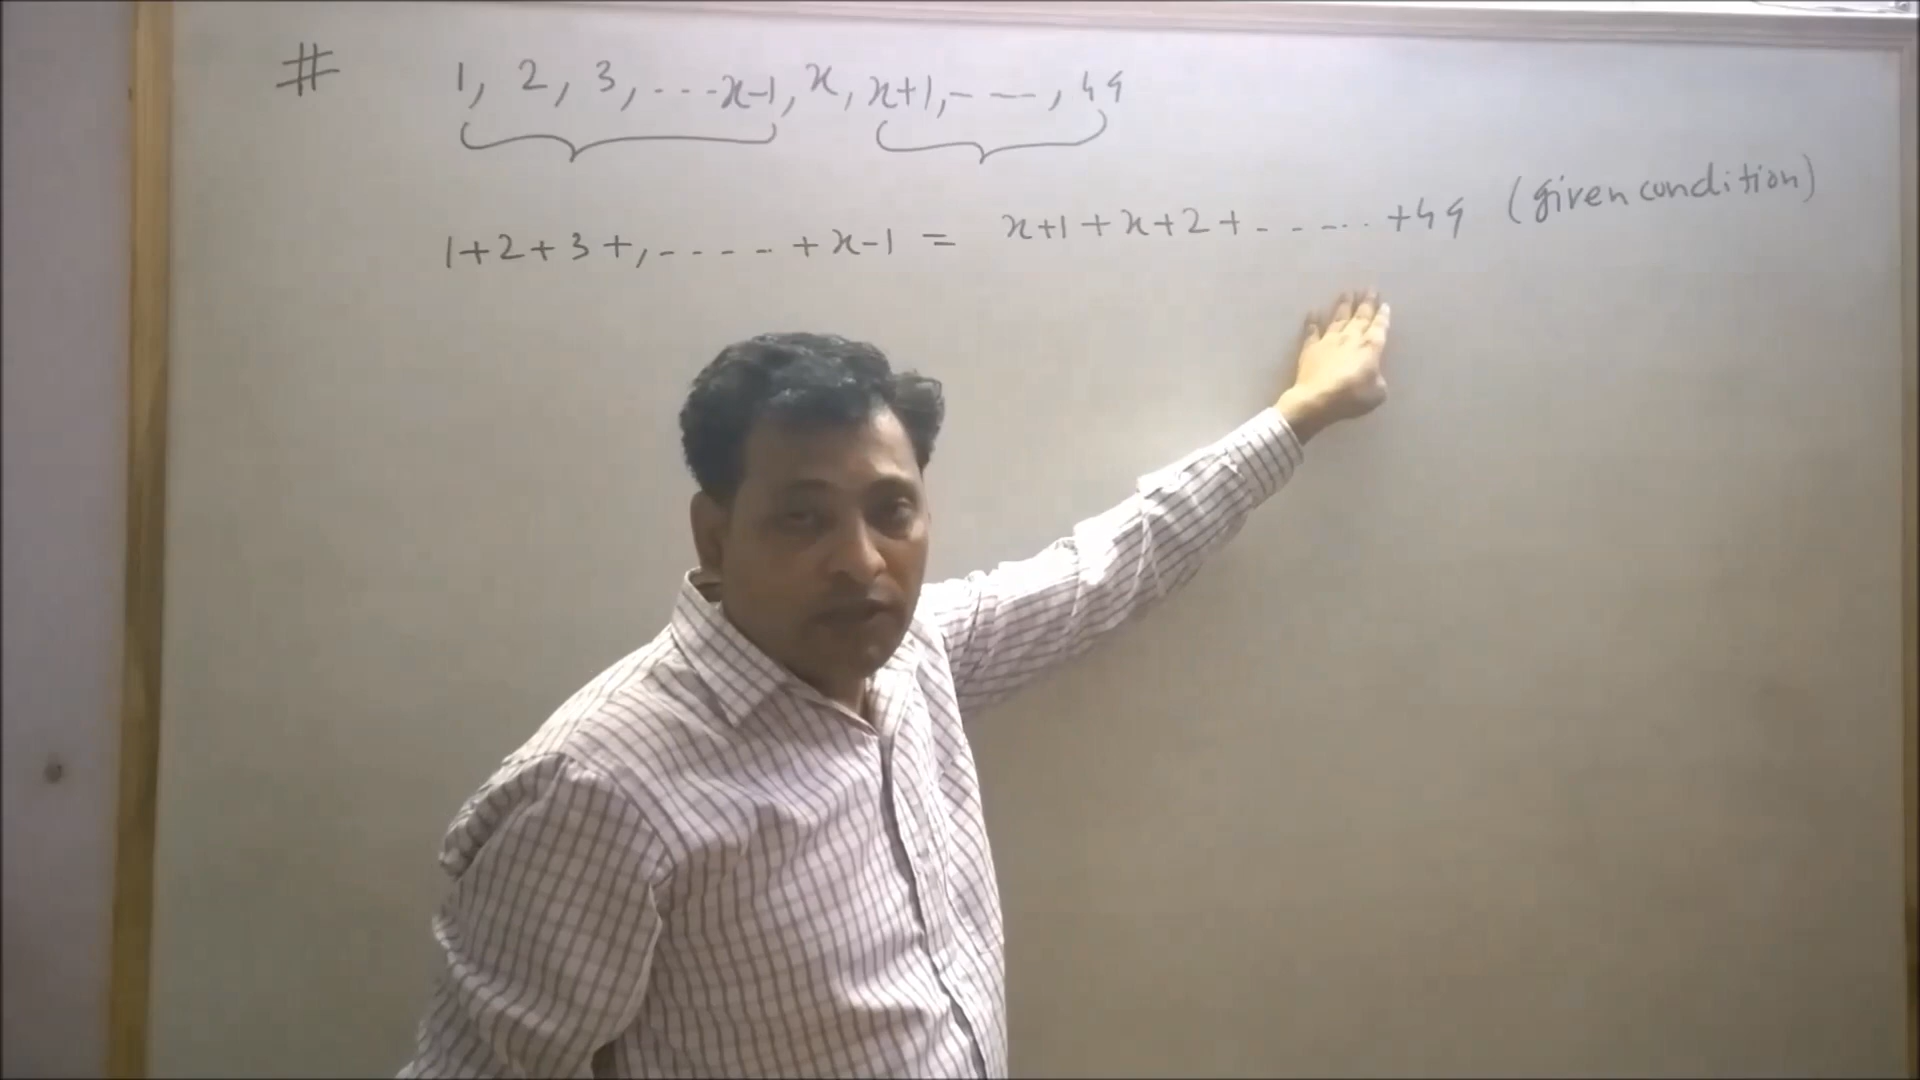 # 1, 2, 3, ---x-1, x, x+1, - - -, 49
1+2+3+, - - - - +x-1 = x+1+x+2+ - - - .. +49 (given condition)